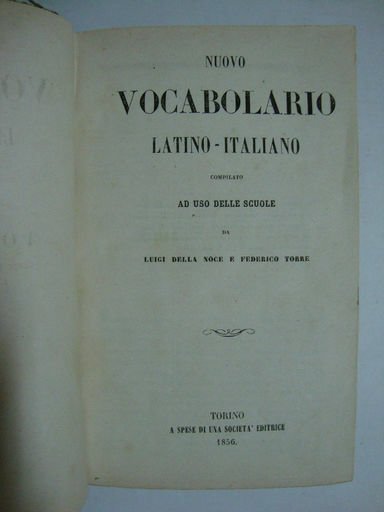 NUOVO
VOCABOLARIO
LATINO-ITALIANO
COMPILATO
AD USO DELLE SCUOLE
DA
LUIGI DELLA NOCE E FEDERICO TORRE
TORINO
A SPESE DI UNA SOCIETA' EDITRICE
1856.